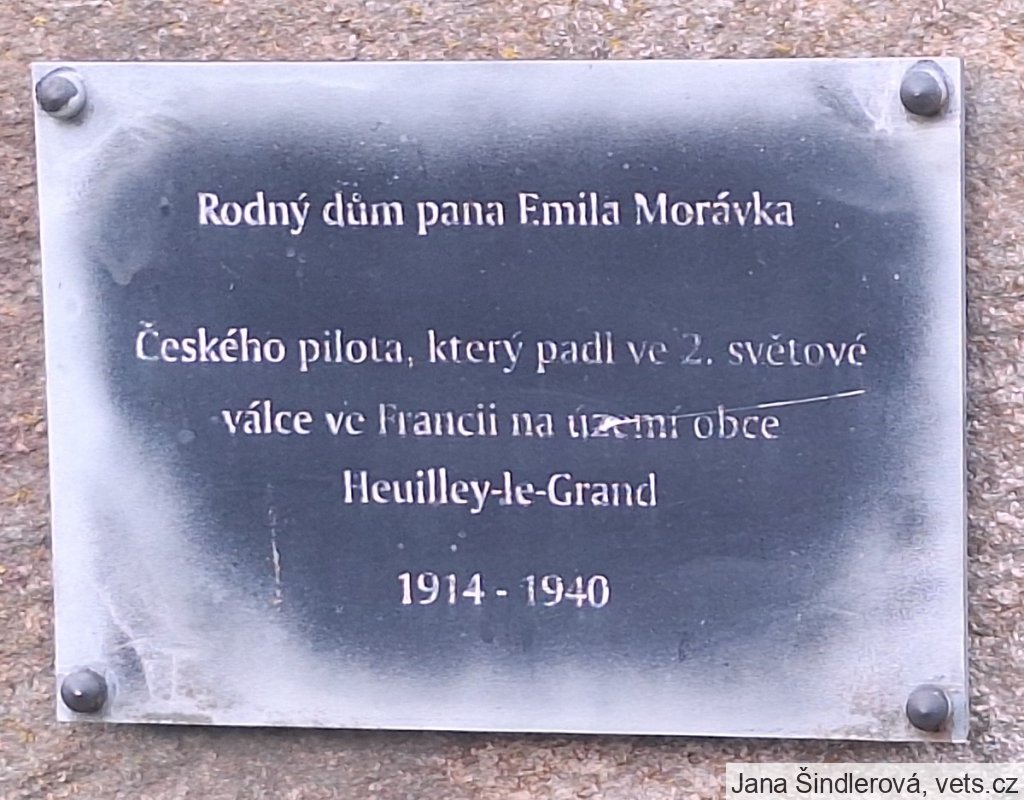 Rodný dům pana Emila Morávka
Českého pilota, který padl ve 2. světové
válce ve Francii na území obce
Heuilley-le-Grand
1914 - 1940
Jana Šindlerová, vets.cz